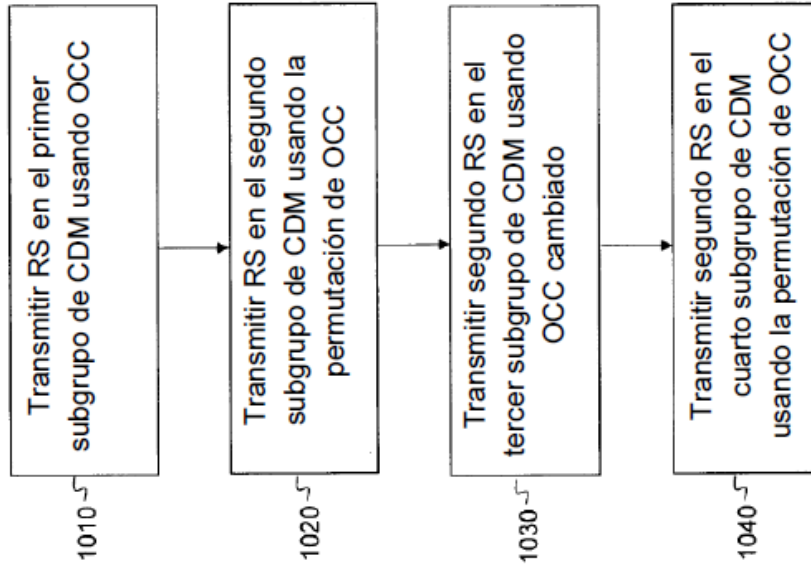 Transmitir RS en el primer
subgrupo de CDM usando OCC
1010
Transmitir RS en el segundo
subgrupo de CDM usando la
permutación de OCC
1020
Transmitir segundo RS en el
tercer subgrupo de CDM usando
OCC cambiado
1030
Transmitir segundo RS en el
cuarto subgrupo de CDM
usando la permutación de OCC
1040